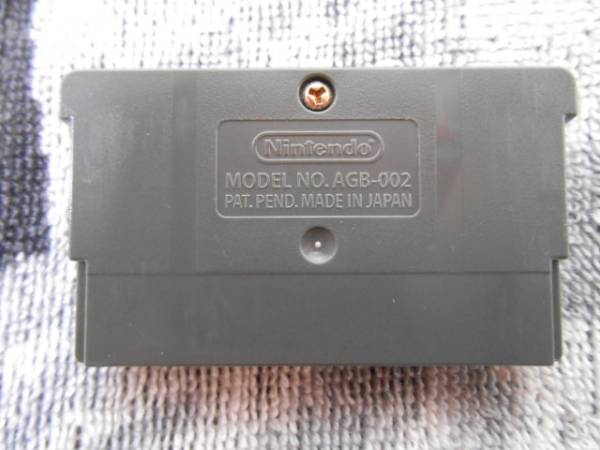 Nintendo
MODEL NO. AGB-002
PAT. PEND. MADE IN JAPAN